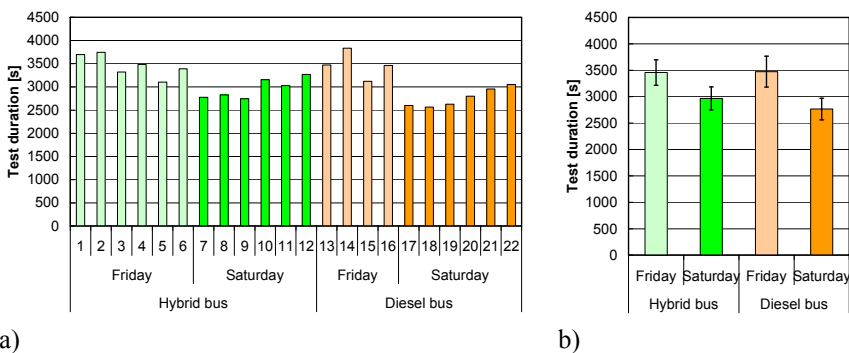 4500
4000
3500
3000
2500
2000
1500
1000
500
0
Test duration [s]
1 2 3 4 5 6 7 8 9 10 11 12 13 14 15 16 17 18 19 20 21 22
Friday Saturday Friday Saturday
Hybrid bus Diesel bus
a)
4500
4000
3500
3000
2500
2000
1500
1000
500
0
Test duration [s]
Friday Saturday Friday Saturday
Hybrid bus Diesel bus
b)